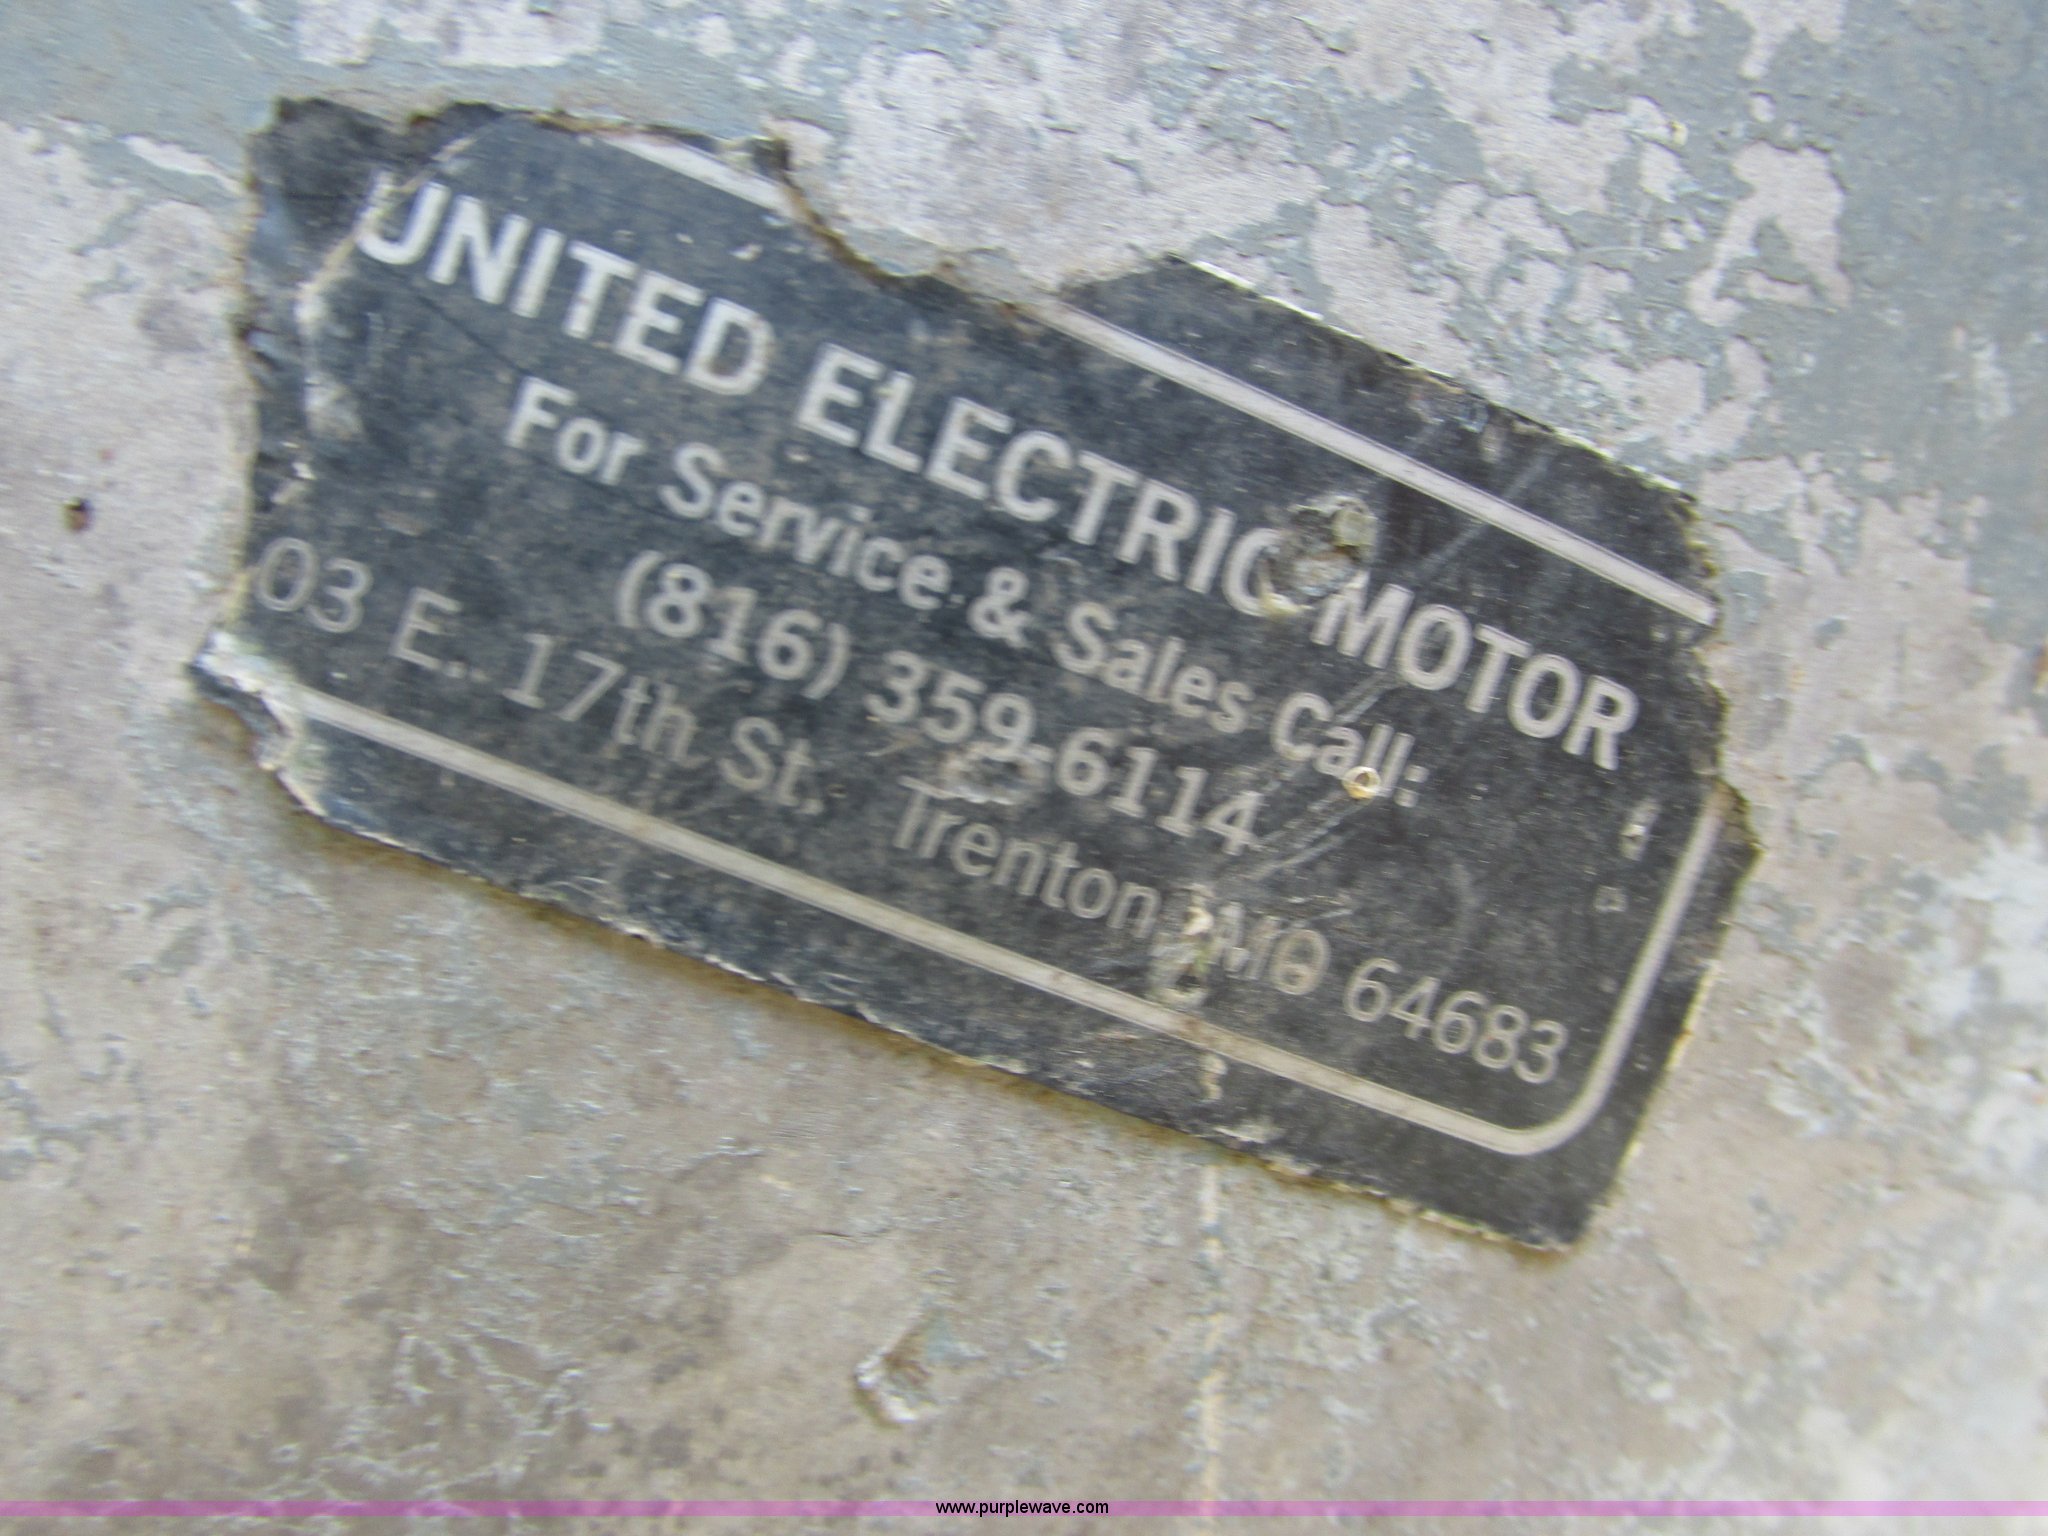 UNITED ELECTRIC MOTOR
For Service & Sales Call:
(816) 359-6114
03 E. 17th St. Trenton, MO 64683
www.purplewave.com